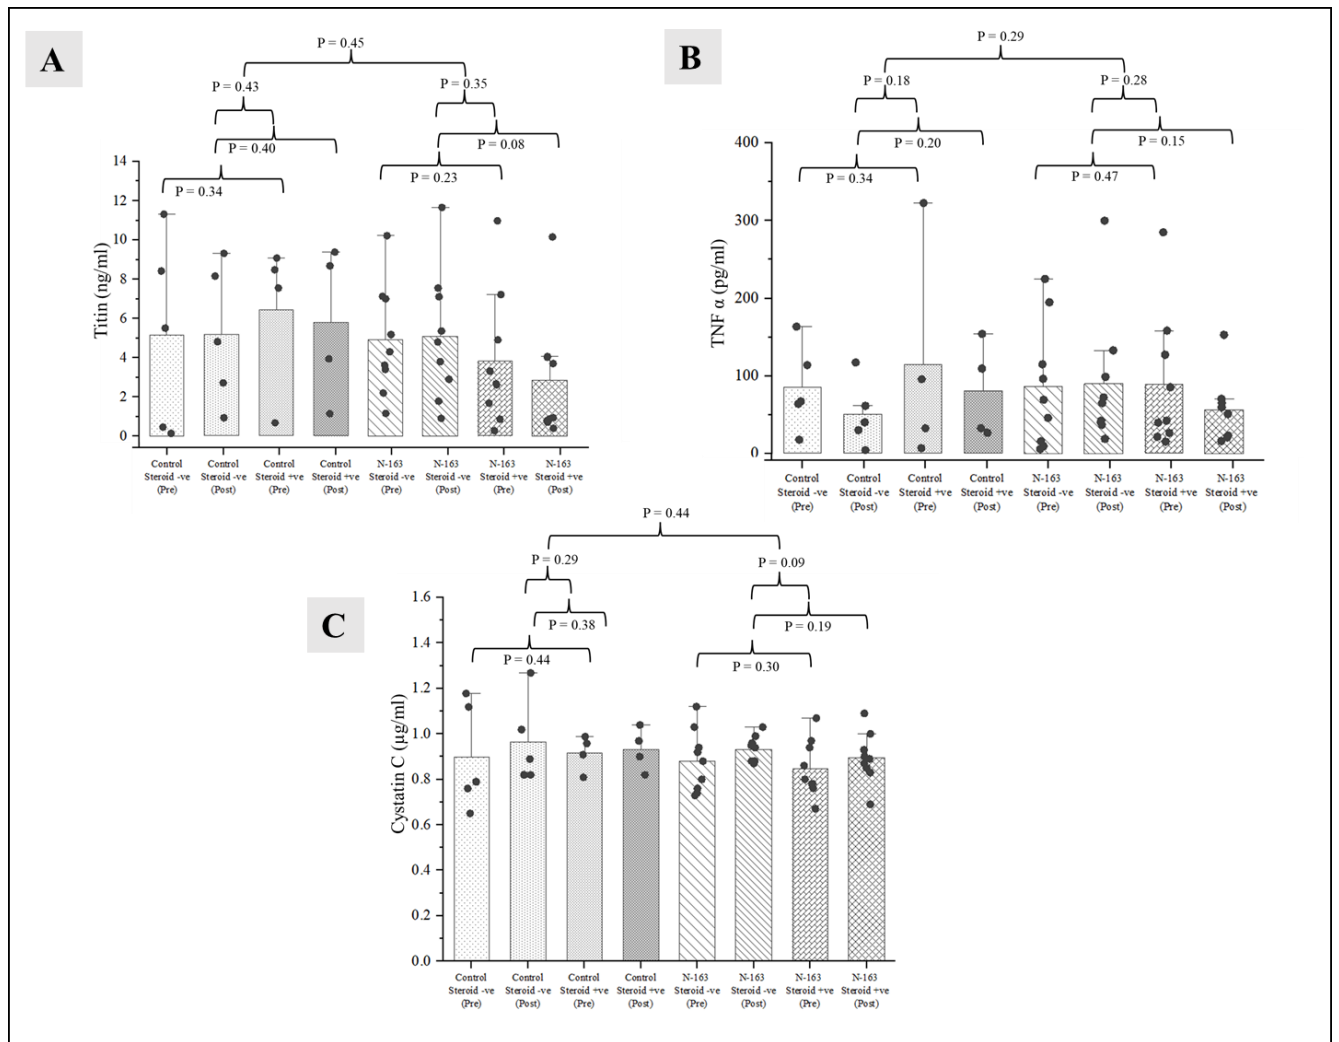 A
P = 0.45
P = 0.43
P = 0.35
P = 0.40
P = 0.08
P = 0.34
P = 0.23
Titin (ng/ml)
14
12
10
8
6
4
2
0
Control
Steroid -ve
(Pre)
Control
Steroid -ve
(Post)
Control
Steroid +ve
(Pre)
Control
Steroid +ve
(Post)
N-163
Steroid -ve
(Pre)
N-163
Steroid -ve
(Post)
N-163
Steroid +ve
(Pre)
N-163
Steroid +ve
(Post)
B
P = 0.29
P = 0.18
P = 0.28
P = 0.20
P = 0.15
P = 0.34
P = 0.47
TNF α (pg/ml)
400
300
200
100
0
Control
Steroid -ve
(Pre)
Control
Steroid -ve
(Post)
Control
Steroid +ve
(Pre)
Control
Steroid +ve
(Post)
N-163
Steroid -ve
(Pre)
N-163
Steroid -ve
(Post)
N-163
Steroid +ve
(Pre)
N-163
Steroid +ve
(Post)
C
P = 0.44
P = 0.29
P = 0.09
P = 0.38
P = 0.19
P = 0.44
P = 0.30
Cystatin C (µg/ml)
1.6
1.4
1.2
1.0
0.8
0.6
0.4
0.2
0.0
Control
Steroid -ve
(Pre)
Control
Steroid -ve
(Post)
Control
Steroid +ve
(Pre)
Control
Steroid +ve
(Post)
N-163
Steroid -ve
(Pre)
N-163
Steroid -ve
(Post)
N-163
Steroid +ve
(Pre)
N-163
Steroid +ve
(Post)